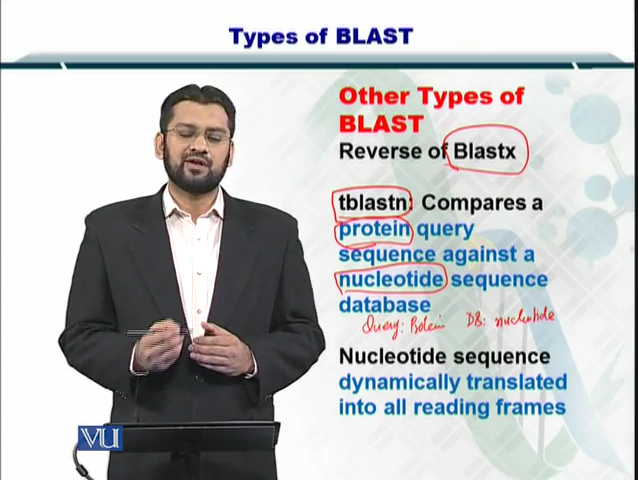 Types of BLAST
Other Types of
BLAST
Reverse of Blastx
tblastn: Compares a
protein query
sequence against a
nucleotide sequence
database
Query: Protein DB: nucleotide
Nucleotide sequence
dynamically translated
into all reading frames
VU